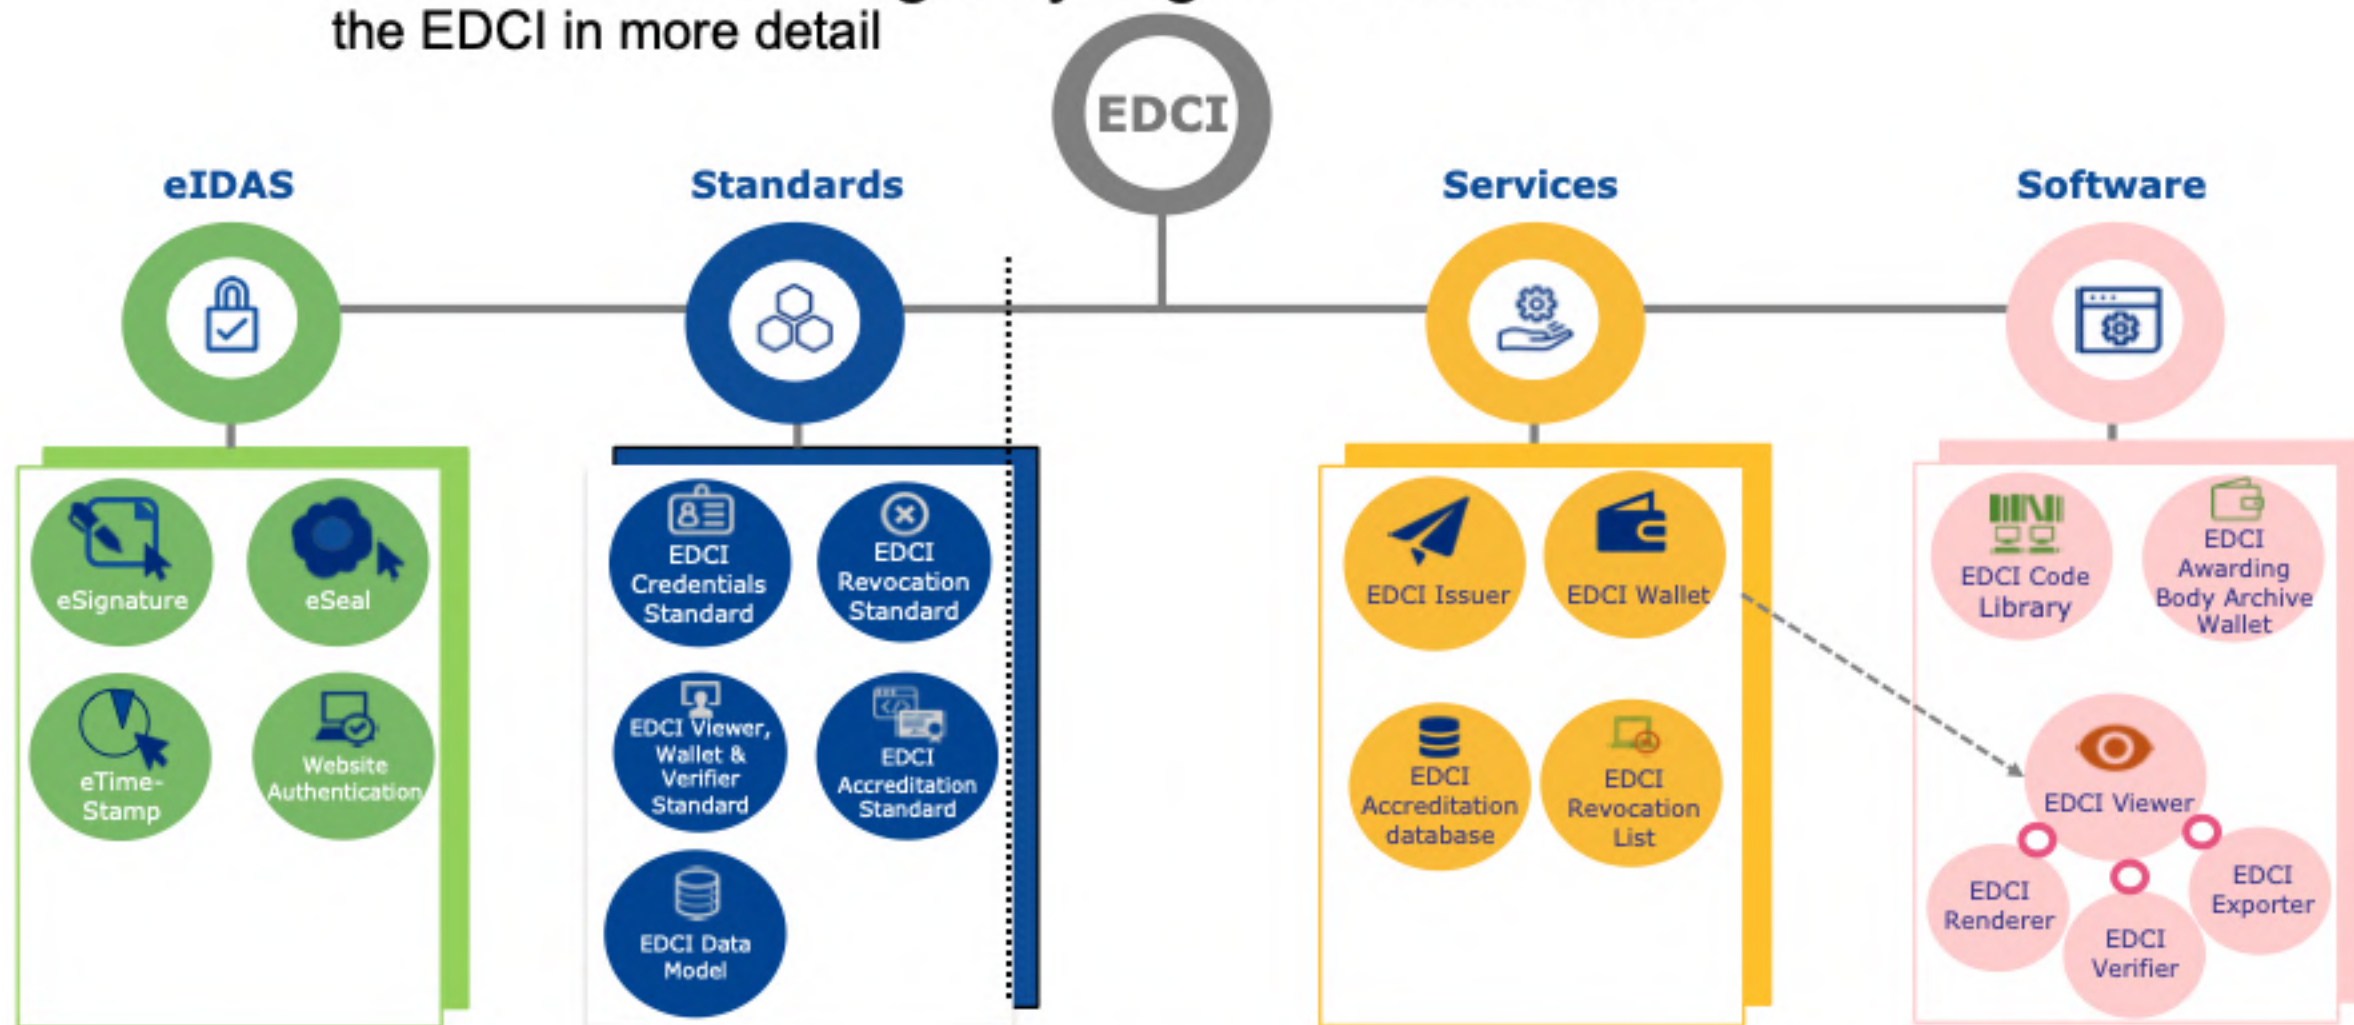 the EDCI in more detail
EDCI
eIDAS
Standards
Services
Software
eSignature
eSeal
eTime-
Stamp
Website
Authentication
EDCI
Credentials
Standard
EDCI
Revocation
Standard
EDCI Viewer,
Wallet &
Verifier
Standard
EDCI
Accreditation
Standard
EDCI Data
Model
EDCI Issuer
EDCI Wallet
EDCI
Accreditation
database
EDCI
Revocation
List
EDCI Code
Library
EDCI
Awarding
Body Archive
Wallet
EDCI Viewer
EDCI
Renderer
EDCI
Verifier
EDCI
Exporter